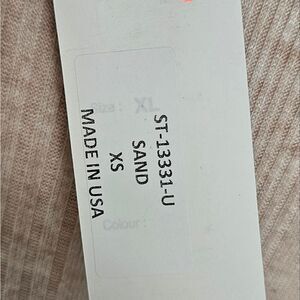 ST-13331-U
SAND
XS
MADE IN USA
Size: XL
Colour: